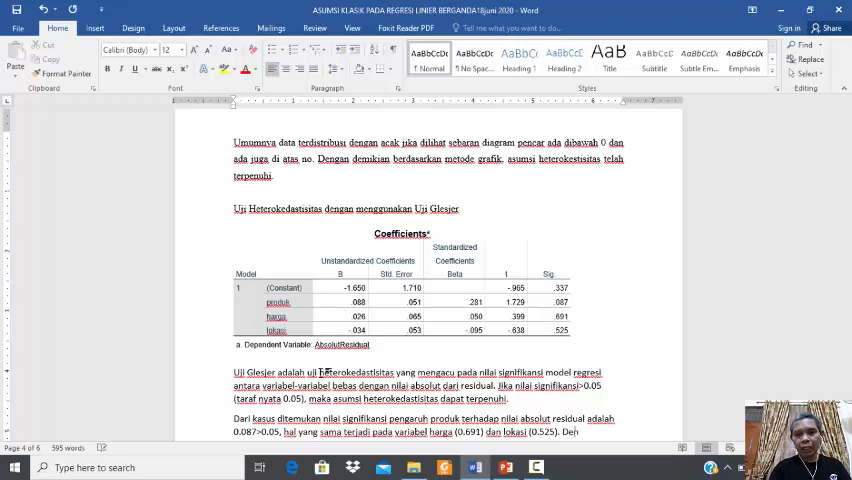 ASUMSI KLASIK PADA REGRESI LINIER BERGANDA18juni 2020 - Word
File Home Insert Draw Design Layout References Mailings Review View Foxit Reader PDF Tell me what you want to do... Sign in Share
Cut
Copy
Paste
Format Painter
Calibri (Body) 12
AaBbCcDc AaBbCcDc AaBbC AaBbCcC AaB AaBbCcC AaBbCcDc
¶ Normal ¶ No Spac... Heading 1 Heading 2 Title Subtitle Subtle Em... Emphasis
Find
Replace
Select
Clipboard Font Paragraph Styles Editing
Umumnya data terdistribusi dengan acak jika dilihat sebaran diagram pencar ada dibawah 0 dan
ada juga di atas no. Dengan demikian berdasarkan metode grafik, asumsi heterokestisitas telah
terpenuhi.
Uji Heterokedastisitas dengan menggunakan Uji Glesjer
Coefficientsª
Standardized
Unstandardized Coefficients Coefficients
Model B Std. Error Beta t Sig.
1 (Constant) -1.650 1.710 -.965 .337
produk .088 .051 .281 1.729 .087
harga .026 .065 .050 .399 .691
lokasi -.034 .053 -.095 -.638 .525
a. Dependent Variable: AbsolutResidual
Uji Glesjer adalah uji heterokedastisitas yang mengacu pada nilai signifikansi model regresi
antara variabel-variabel bebas dengan nilai absolut dari residual. Jika nilai signifikansi>0.05
(taraf nyata 0.05), maka asumsi heterokedastisitas dapat terpenuhi.
Dari kasus ditemukan nilai signifikansi pengaruh produk terhadap nilai absolut residual adalah
0.087>0.05, hal yang sama terjadi pada variabel harga (0.691) dan lokasi (0.525). Den
Page 4 of 6 595 words
Type here to search